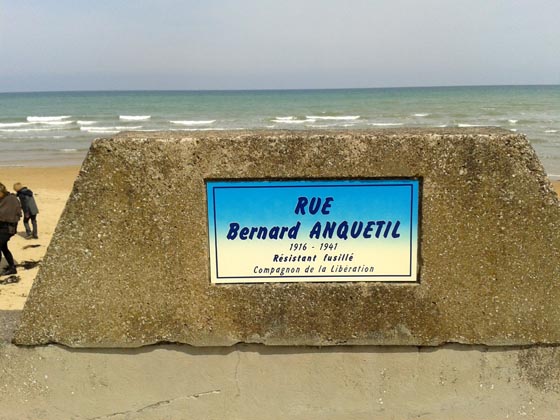 RUE
Bernard ANQUETIL
1916 - 1941
Résistant fusillé
Compagnon de la Libération